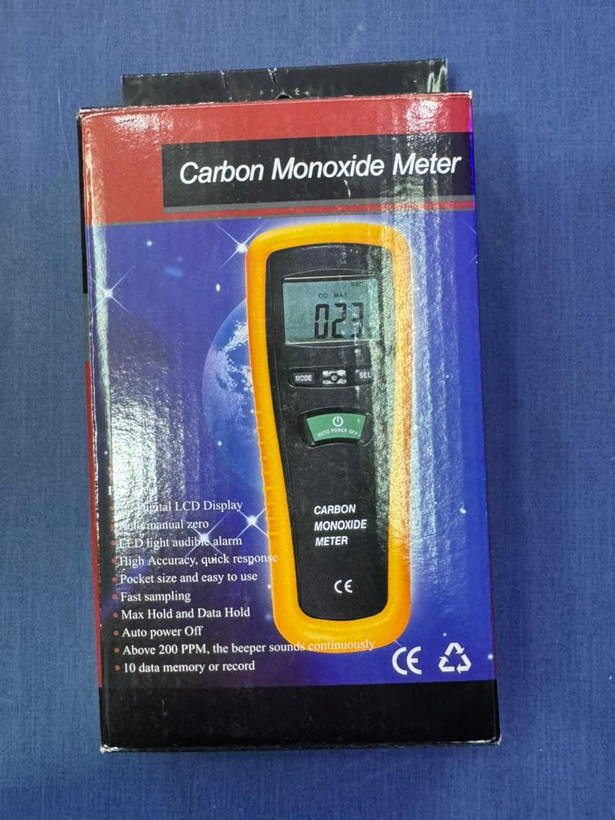 Carbon Monoxide Meter
CO MAX
023
MODE
SEL
AUTO POWER OFF
CARBON
MONOXIDE
METER
CE
Digital LCD Display
manual zero
LED light audible alarm
High Accuracy, quick response
Pocket size and easy to use
Fast sampling
Max Hold and Data Hold
Auto power Off
Above 200 PPM, the beeper sounds continuously
10 data memory or record
CE